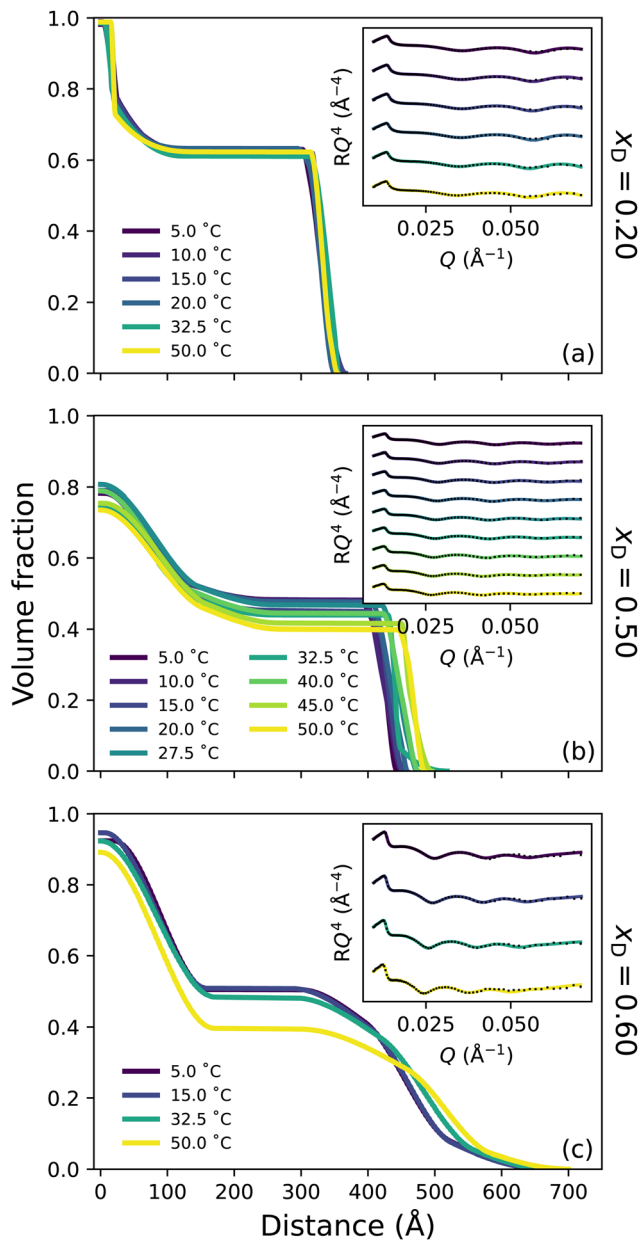 1.0
0.8
0.6
0.4
0.2
0.0
5.0 ˚C
10.0 ˚C
15.0 ˚C
20.0 ˚C
32.5 ˚C
50.0 ˚C
RQ⁴ (Å⁻⁴)
0.025 0.050
Q (Å⁻¹)
(a)
x_D = 0.20
1.0
0.8
0.6
0.4
0.2
0.0
Volume fraction
5.0 ˚C
10.0 ˚C
15.0 ˚C
20.0 ˚C
27.5 ˚C
32.5 ˚C
40.0 ˚C
45.0 ˚C
50.0 ˚C
RQ⁴ (Å⁻⁴)
0.025 0.050
Q (Å⁻¹)
(b)
x_D = 0.50
1.0
0.8
0.6
0.4
0.2
0.0
5.0 ˚C
15.0 ˚C
32.5 ˚C
50.0 ˚C
RQ⁴ (Å⁻⁴)
0.025 0.050
Q (Å⁻¹)
(c)
x_D = 0.60
0 100 200 300 400 500 600 700
Distance (Å)